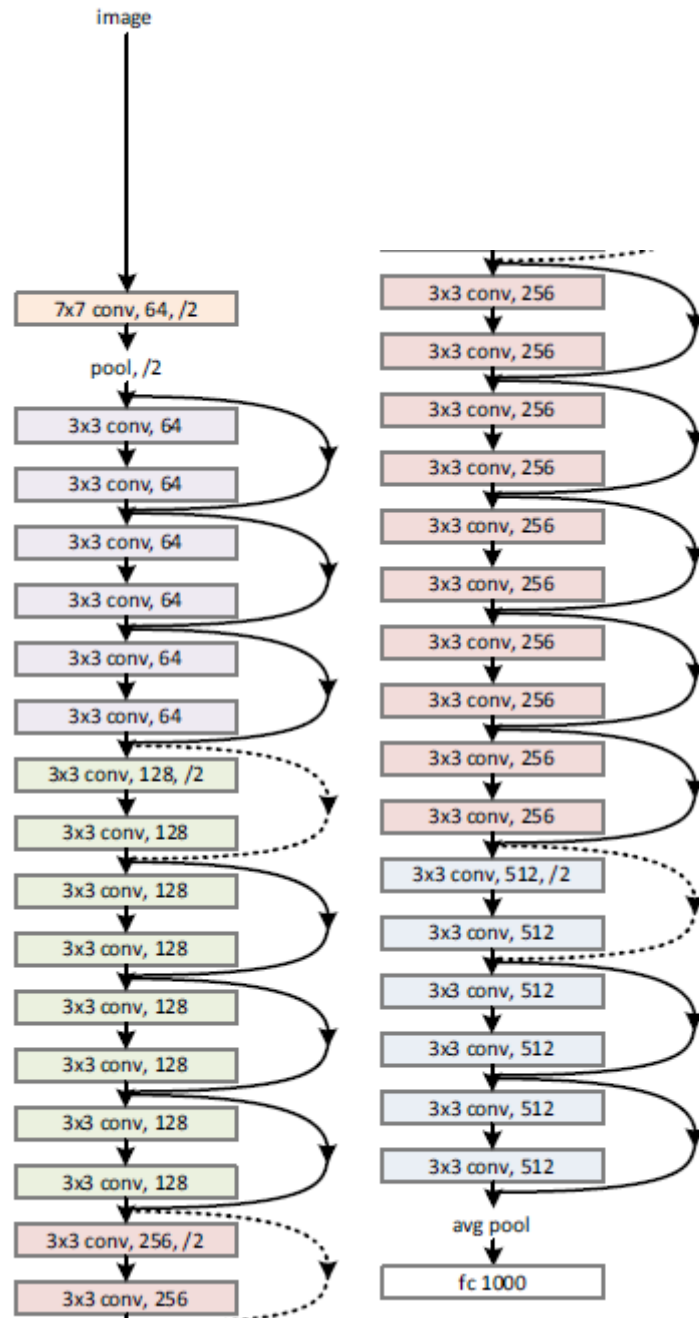 image
7x7 conv, 64, /2
pool, /2
3x3 conv, 64
3x3 conv, 64
3x3 conv, 64
3x3 conv, 64
3x3 conv, 64
3x3 conv, 64
3x3 conv, 128, /2
3x3 conv, 128
3x3 conv, 128
3x3 conv, 128
3x3 conv, 128
3x3 conv, 128
3x3 conv, 128
3x3 conv, 128
3x3 conv, 256, /2
3x3 conv, 256
3x3 conv, 256
3x3 conv, 256
3x3 conv, 256
3x3 conv, 256
3x3 conv, 256
3x3 conv, 256
3x3 conv, 256
3x3 conv, 256
3x3 conv, 256
3x3 conv, 256
3x3 conv, 512, /2
3x3 conv, 512
3x3 conv, 512
3x3 conv, 512
3x3 conv, 512
3x3 conv, 512
avg pool
fc 1000